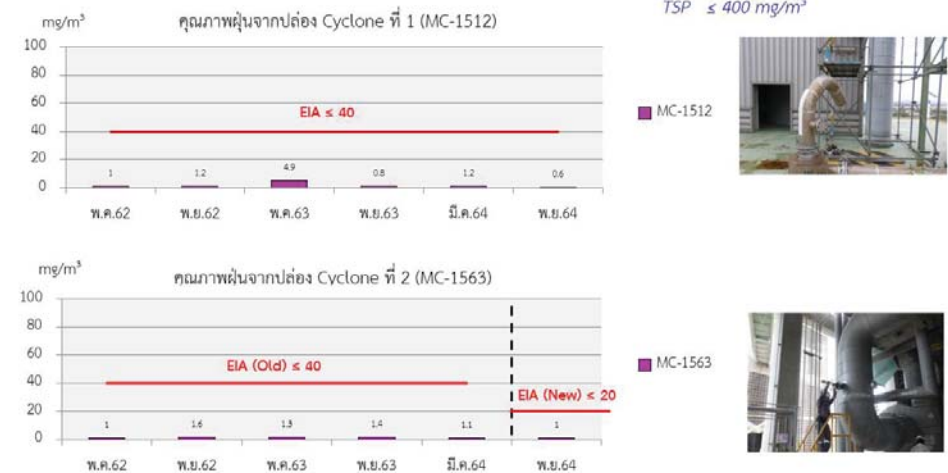 TSP ≤ 400 mg/m³
mg/m³
คุณภาพฝุ่นจากปล่อง Cyclone ที่ 1 (MC-1512)
100
80
60
EIA ≤ 40
MC-1512
40
20
1 1.2 4.9 0.8 1.2 0.6
0
พ.ค.62 พ.ย.62 พ.ค.63 พ.ย.63 มี.ค.64 พ.ย.64
mg/m³
คุณภาพฝุ่นจากปล่อง Cyclone ที่ 2 (MC-1563)
100
80
60
EIA (Old) ≤ 40
MC-1563
40
EIA (New) ≤ 20
20
1 1.6 1.3 1.4 1.1 1
0
พ.ค.62 พ.ย.62 พ.ค.63 พ.ย.63 มี.ค.64 พ.ย.64